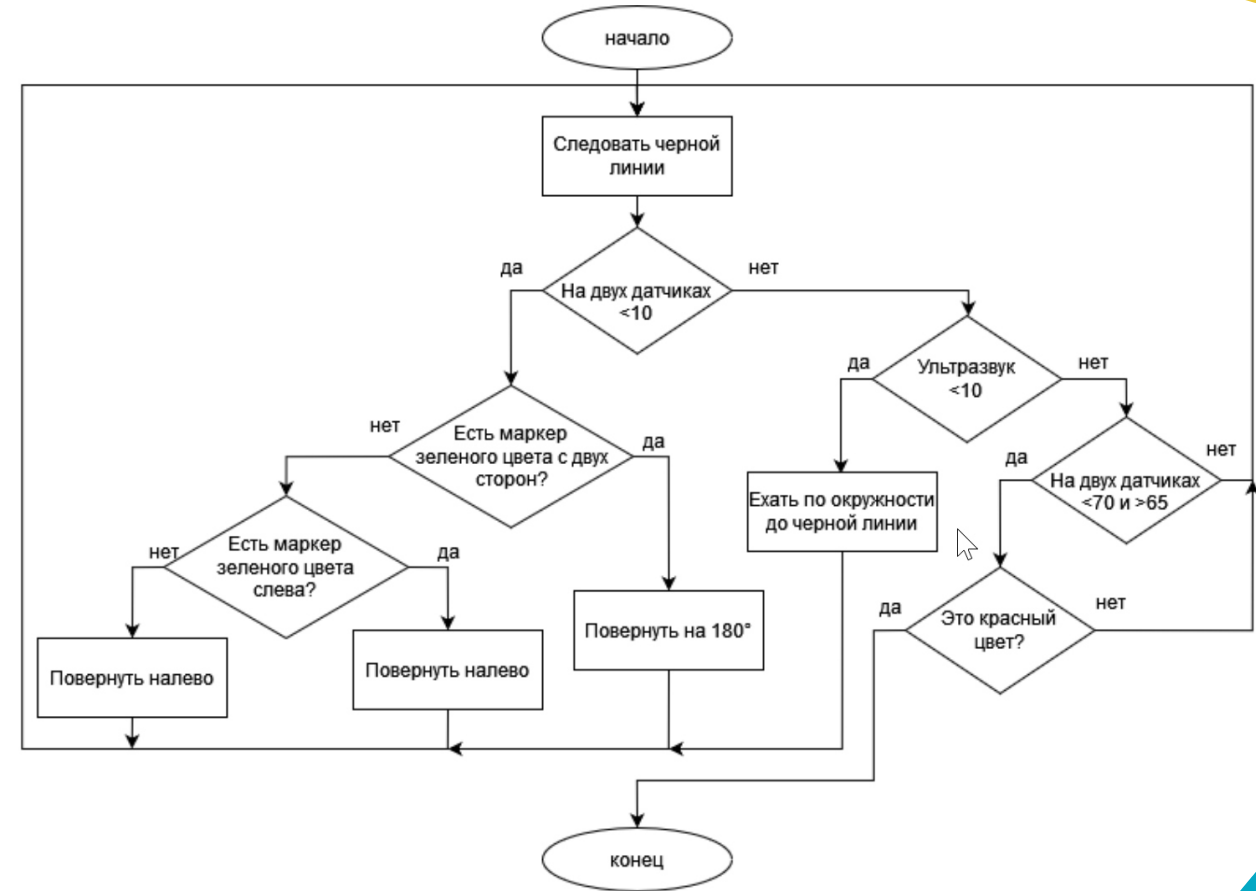 начало
Следовать черной
линии
да
нет
На двух датчиках
<10
да
Ультразвук
<10
нет
нет
Есть маркер
зеленого цвета с двух
сторон?
да
да
На двух датчиках
<70 и >65
нет
Ехать по окружности
до черной линии
нет
Есть маркер
зеленого цвета
слева?
да
Повернуть на 180°
да
Это красный
цвет?
нет
Повернуть налево
Повернуть налево
конец